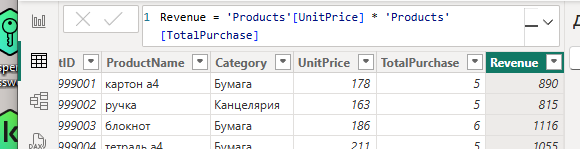 1 Revenue = 'Products'[UnitPrice] * 'Products'
[TotalPurchase]
tID ProductName Category UnitPrice TotalPurchase Revenue
999001 картон а4 Бумага 178 5 890
999002 ручка Канцелярия 163 5 815
999003 блокнот Бумага 186 6 1116
999004 тетрадь а4 Бумага 211 5 1055
DAX